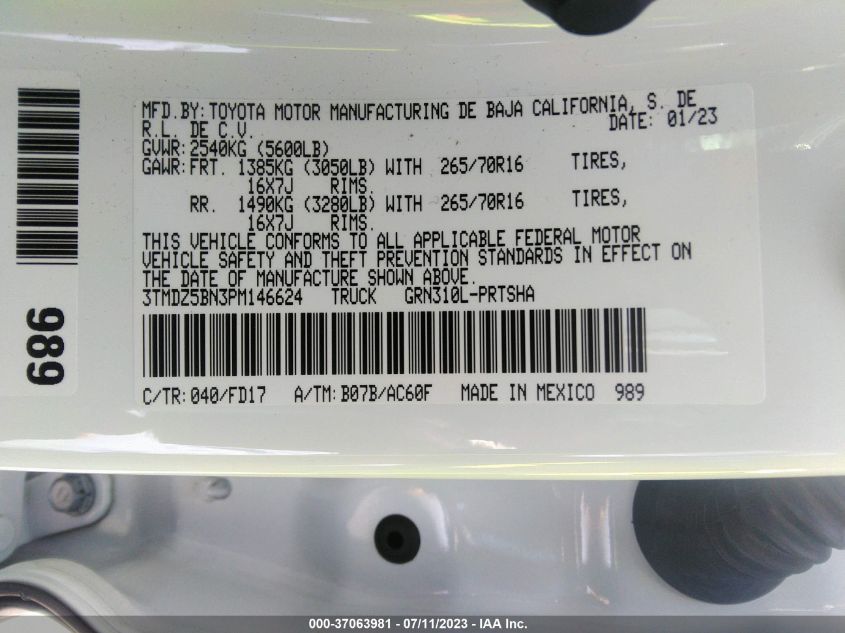 MFD.BY:TOYOTA MOTOR MANUFACTURING DE BAJA CALIFORNIA, S. DE
R.L. DE C.V. DATE: 01/23
GVWR:2540KG (5600LB)
GAWR:FRT. 1385KG (3050LB) WITH 265/70R16 TIRES,
16X7J RIMS.
RR. 1490KG (3280LB) WITH 265/70R16 TIRES,
16X7J RIMS.
THIS VEHICLE CONFORMS TO ALL APPLICABLE FEDERAL MOTOR
VEHICLE SAFETY AND THEFT PREVENTION STANDARDS IN EFFECT ON
THE DATE OF MANUFACTURE SHOWN ABOVE.
3TMDZ5BN3PM146624 TRUCK GRN310L-PRTSHA
C/TR:040/FD17 A/TM:B07B/AC60F MADE IN MEXICO 989
989
000-37063981 - 07/11/2023 - IAA Inc.